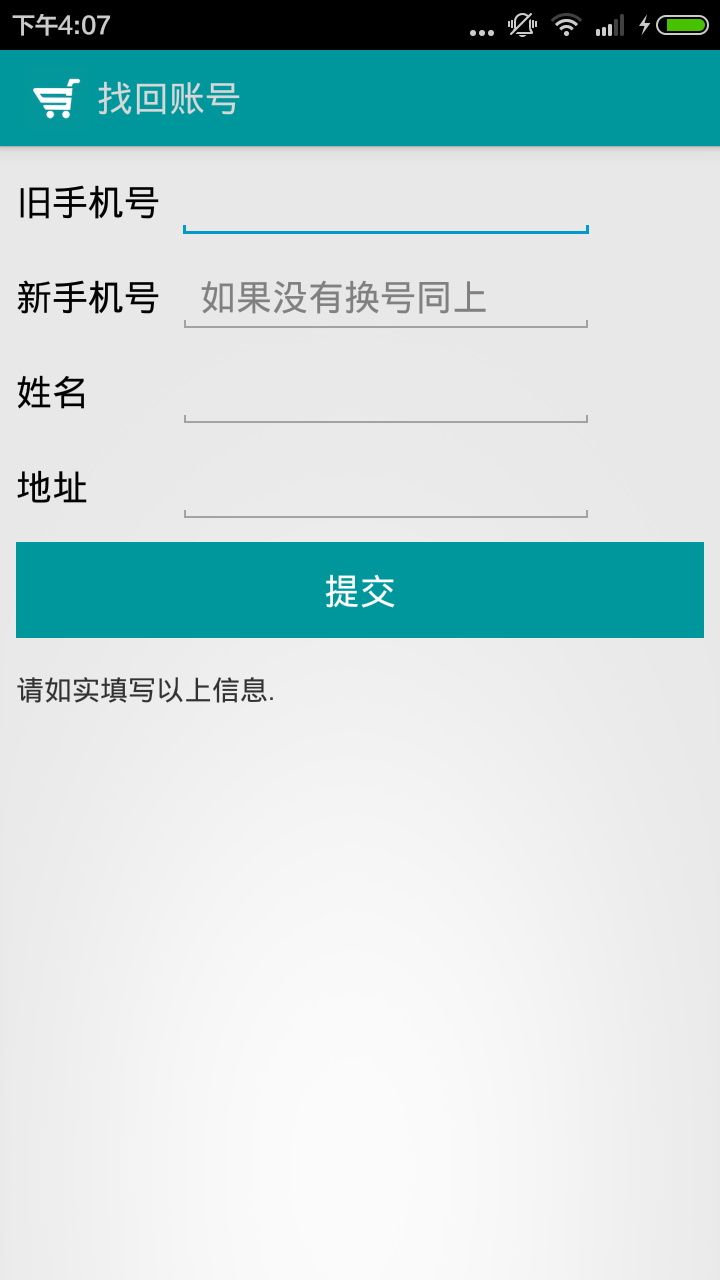 下午4:07
找回账号
旧手机号
新手机号 如果没有换号同上
姓名
地址
提交
请如实填写以上信息.